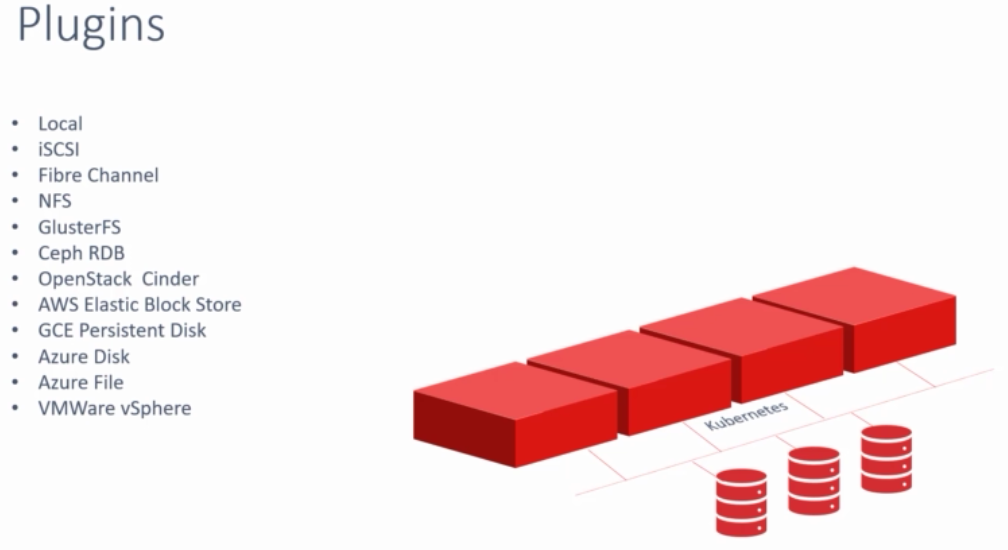 Plugins
• Local
• iSCSI
• Fibre Channel
• NFS
• GlusterFS
• Ceph RDB
• OpenStack  Cinder
• AWS Elastic Block Store
• GCE Persistent Disk
• Azure Disk
• Azure File
• VMWare vSphere
Kubernetes